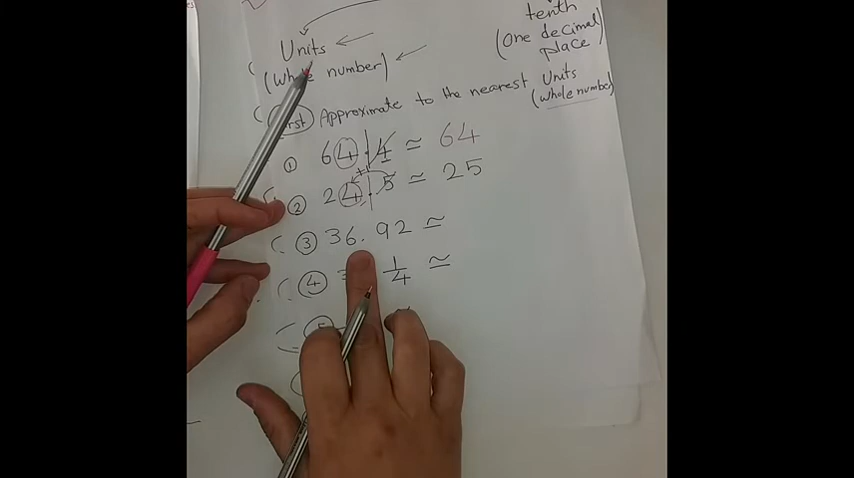 Units
(whole number)
tenth
(One decimal place)
First Approximate to the nearest Units
(whole number)
① 64.4 ≃ 64
② 24.5 ≃ 25
③ 36.92 ≃
④ 1/4 ≃